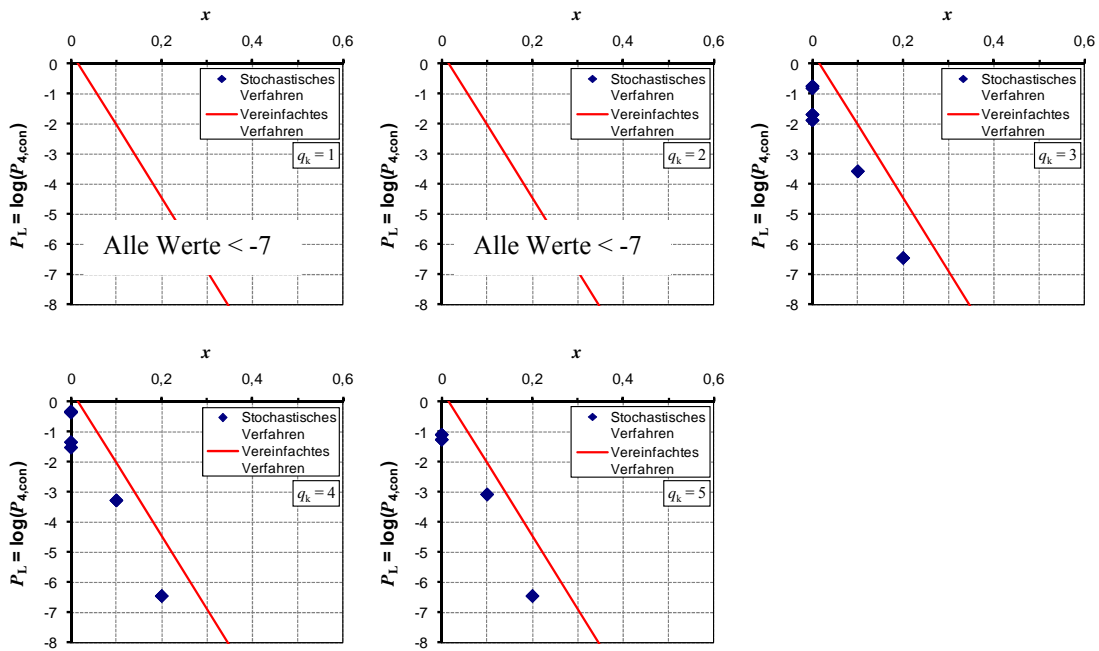 x
0
0,2
0,4
0,6
0
-1
-2
-3
-4
-5
-6
-7
-8
P_L = log(P_4,con)
Stochastisches
Verfahren
Vereinfachtes
Verfahren
q_k = 1
Alle Werte < -7
x
0
0,2
0,4
0,6
0
-1
-2
-3
-4
-5
-6
-7
-8
P_L = log(P_4,con)
Stochastisches
Verfahren
Vereinfachtes
Verfahren
q_k = 2
Alle Werte < -7
x
0
0,2
0,4
0,6
0
-1
-2
-3
-4
-5
-6
-7
-8
P_L = log(P_4,con)
Stochastisches
Verfahren
Vereinfachtes
Verfahren
q_k = 3
x
0
0,2
0,4
0,6
0
-1
-2
-3
-4
-5
-6
-7
-8
P_L = log(P_4,con)
Stochastisches
Verfahren
Vereinfachtes
Verfahren
q_k = 4
x
0
0,2
0,4
0,6
0
-1
-2
-3
-4
-5
-6
-7
-8
P_L = log(P_4,con)
Stochastisches
Verfahren
Vereinfachtes
Verfahren
q_k = 5